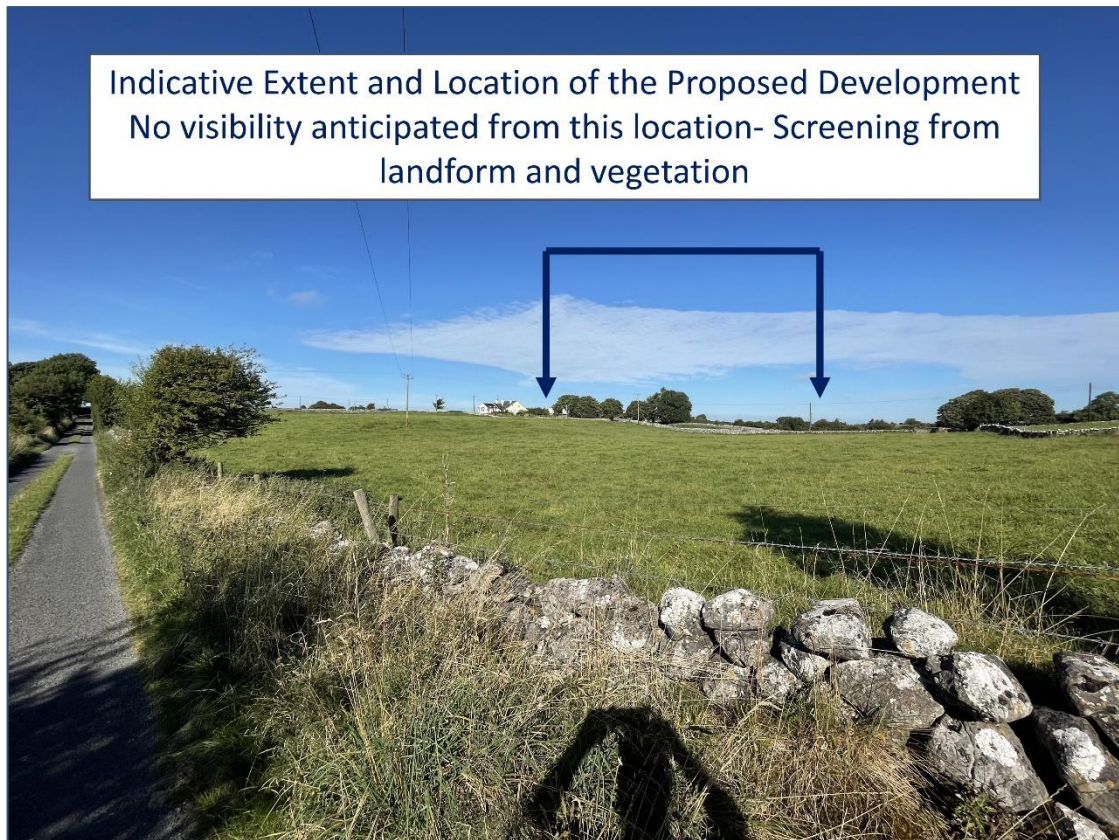 Indicative Extent and Location of the Proposed Development
No visibility anticipated from this location- Screening from
landform and vegetation